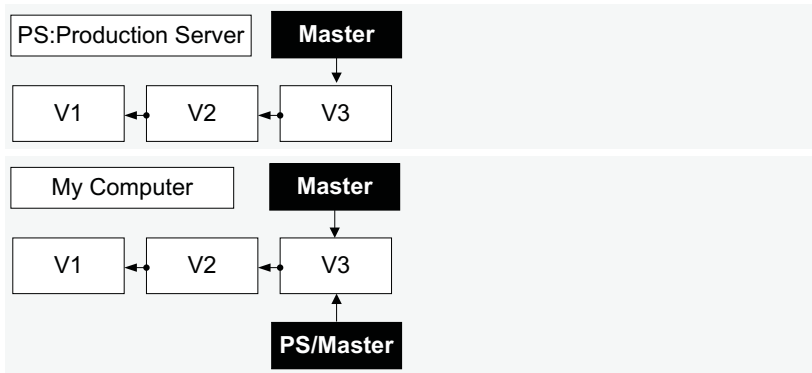 PS:Production Server
Master
V1
V2
V3
My Computer
Master
V1
V2
V3
PS/Master